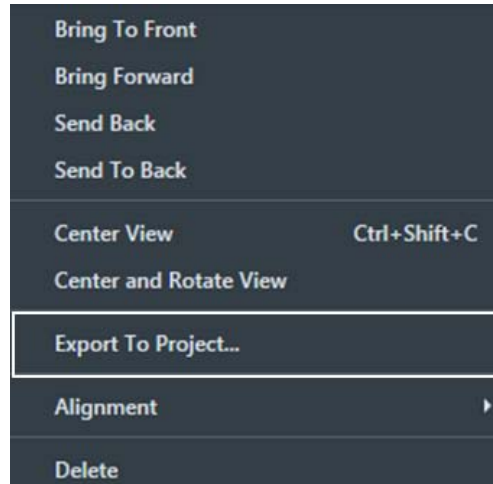 Bring To Front
Bring Forward
Send Back
Send To Back
Center View Ctrl+Shift+C
Center and Rotate View
Export To Project...
Alignment
Delete